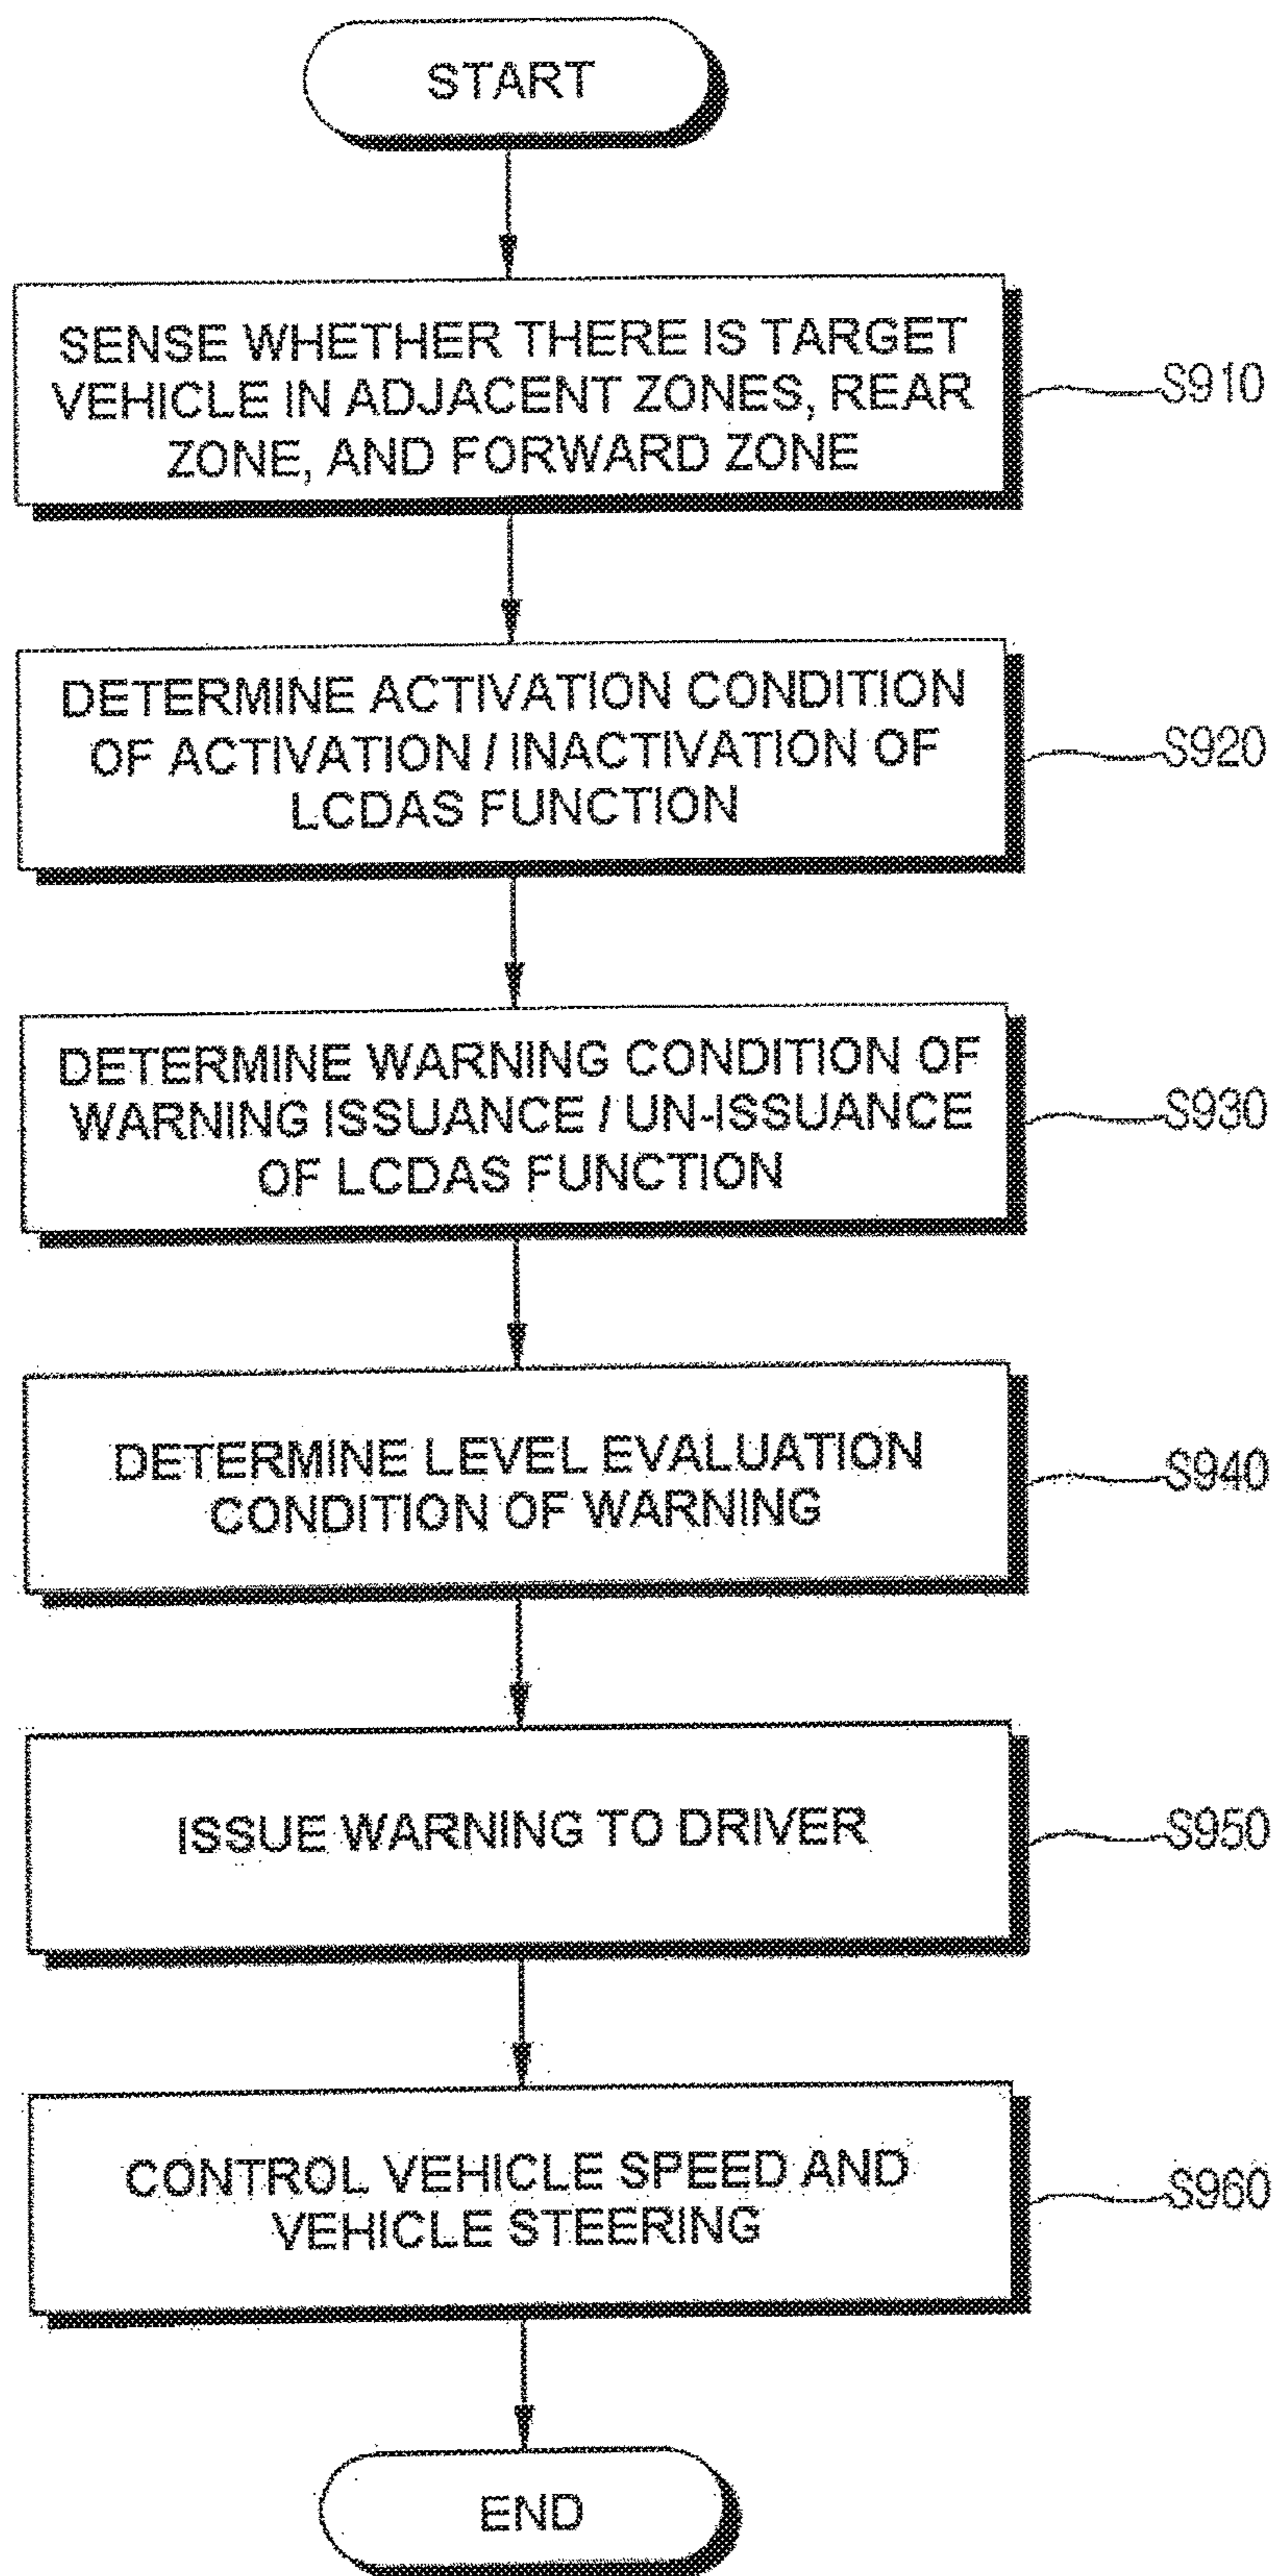 START
SENSE WHETHER THERE IS TARGET
VEHICLE IN ADJACENT ZONES, REAR
ZONE, AND FORWARD ZONE
S910
DETERMINE ACTIVATION CONDITION
OF ACTIVATION / INACTIVATION OF
LCDAS FUNCTION
S920
DETERMINE WARNING CONDITION OF
WARNING ISSUANCE / UN-ISSUANCE
OF LCDAS FUNCTION
S930
DETERMINE LEVEL EVALUATION
CONDITION OF WARNING
S940
ISSUE WARNING TO DRIVER
S950
CONTROL VEHICLE SPEED AND
VEHICLE STEERING
S960
END